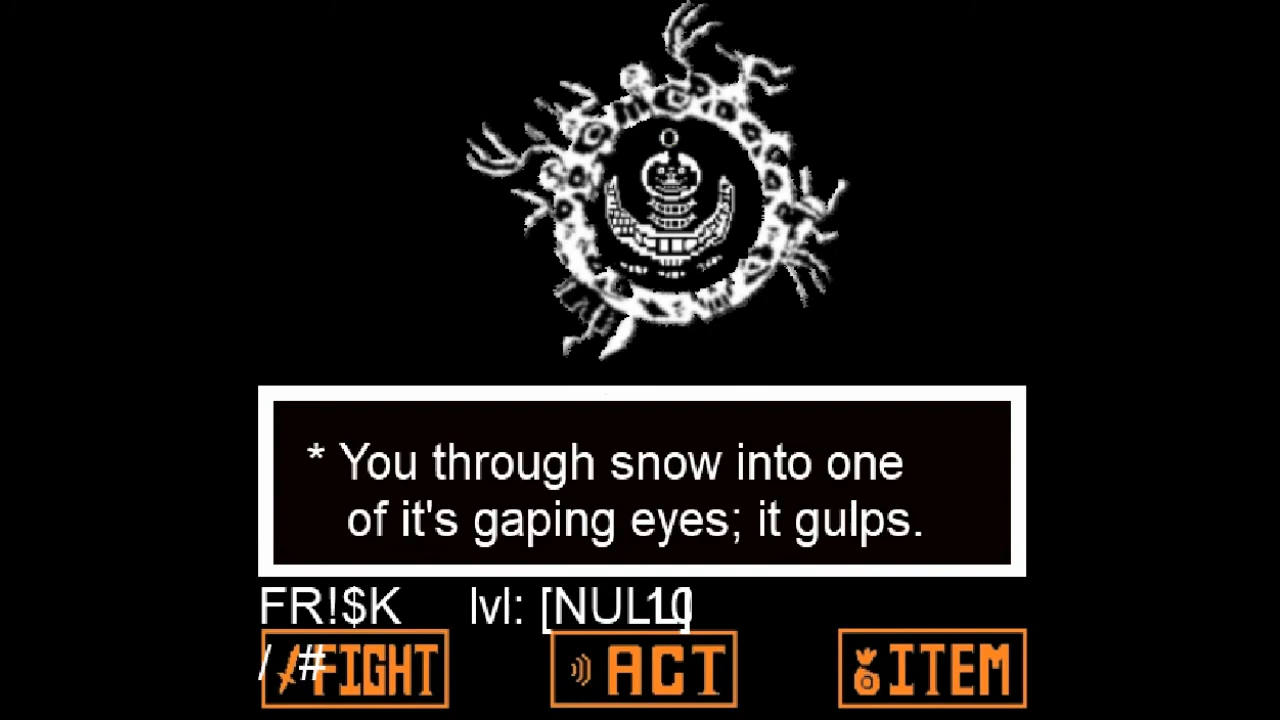 * You through snow into one
of it's gaping eyes; it gulps.
FR!$K lvl: [NUL
/ # FIGHT ACT ITEM